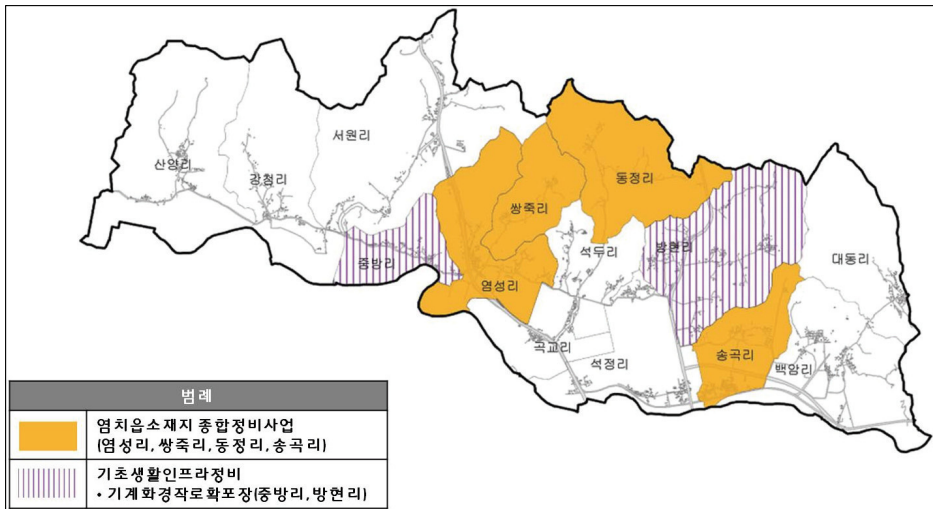 서원리
산양리
강청리
동정리
쌍죽리
방현리
석두리
대동리
중방리
염성리
곡교리
송곡리
석정리
백암리
범례
염치읍소재지 종합정비사업
(염성리, 쌍죽리, 동정리, 송곡리)
기초생활인프라정비
• 기계화경작로확포장(중방리, 방현리)